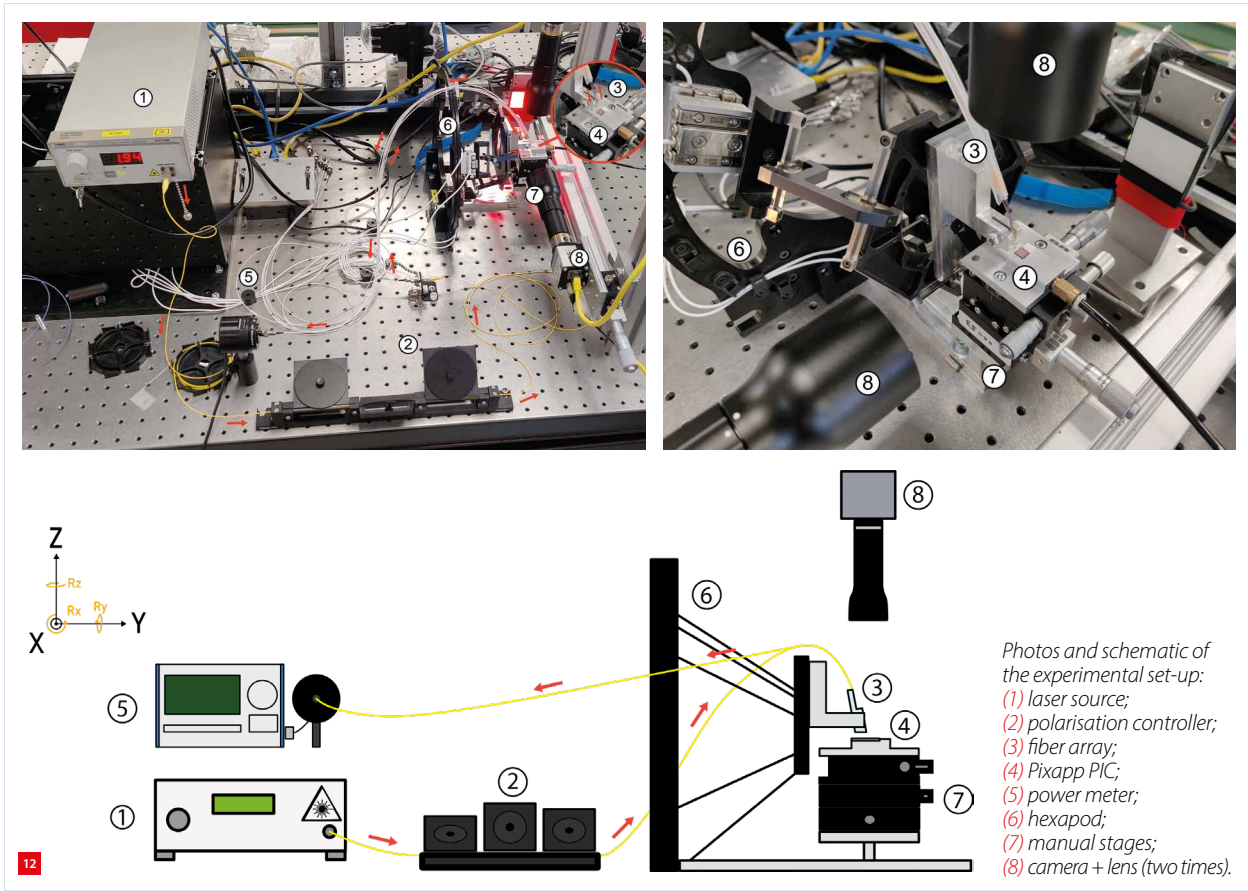 ①
1.94
⑥
③
④
⑦
⑧
⑤
②
⑧
③
⑥
④
⑧
⑦
⑧
Z
Rz
Rx
Ry
X
Y
⑥
③
④
⑤
②
①
⑦
Photos and schematic of
the experimental set-up:
(1) laser source;
(2) polarisation controller;
(3) fiber array;
(4) Pixapp PIC;
(5) power meter;
(6) hexapod;
(7) manual stages;
(8) camera + lens (two times).
12